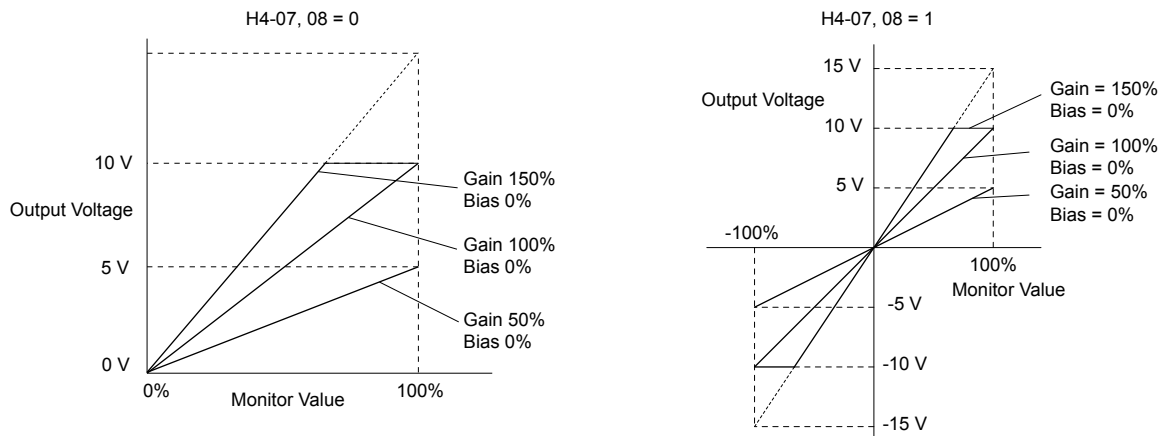 H4-07, 08 = 0
10 V
Output Voltage
5 V
0 V
0%
100%
Monitor Value
Gain 150%
Bias 0%
Gain 100%
Bias 0%
Gain 50%
Bias 0%
H4-07, 08 = 1
15 V
Output Voltage
10 V
5 V
Gain = 150%
Bias = 0%
Gain = 100%
Bias = 0%
Gain = 50%
Bias = 0%
-100%
100%
Monitor Value
-5 V
-10 V
-15 V